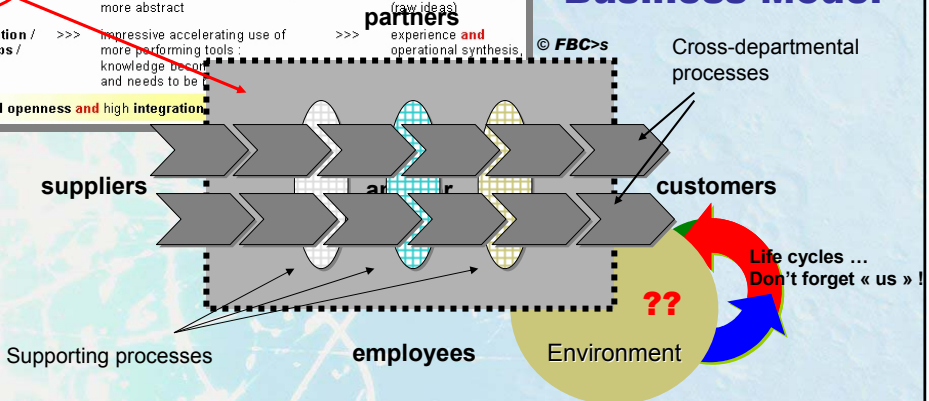 Business Model
more abstract
(raw ideas)
partners
tion / >>> impressive accelerating use of >>> experience and
os / more performing tools : operational synthesis,
knowledge
and needs to be
openness and high integration
© FBC>s
Cross-departmental
processes
suppliers
customers
Life cycles …
Don't forget « us » !
??
Supporting processes
employees
Environment